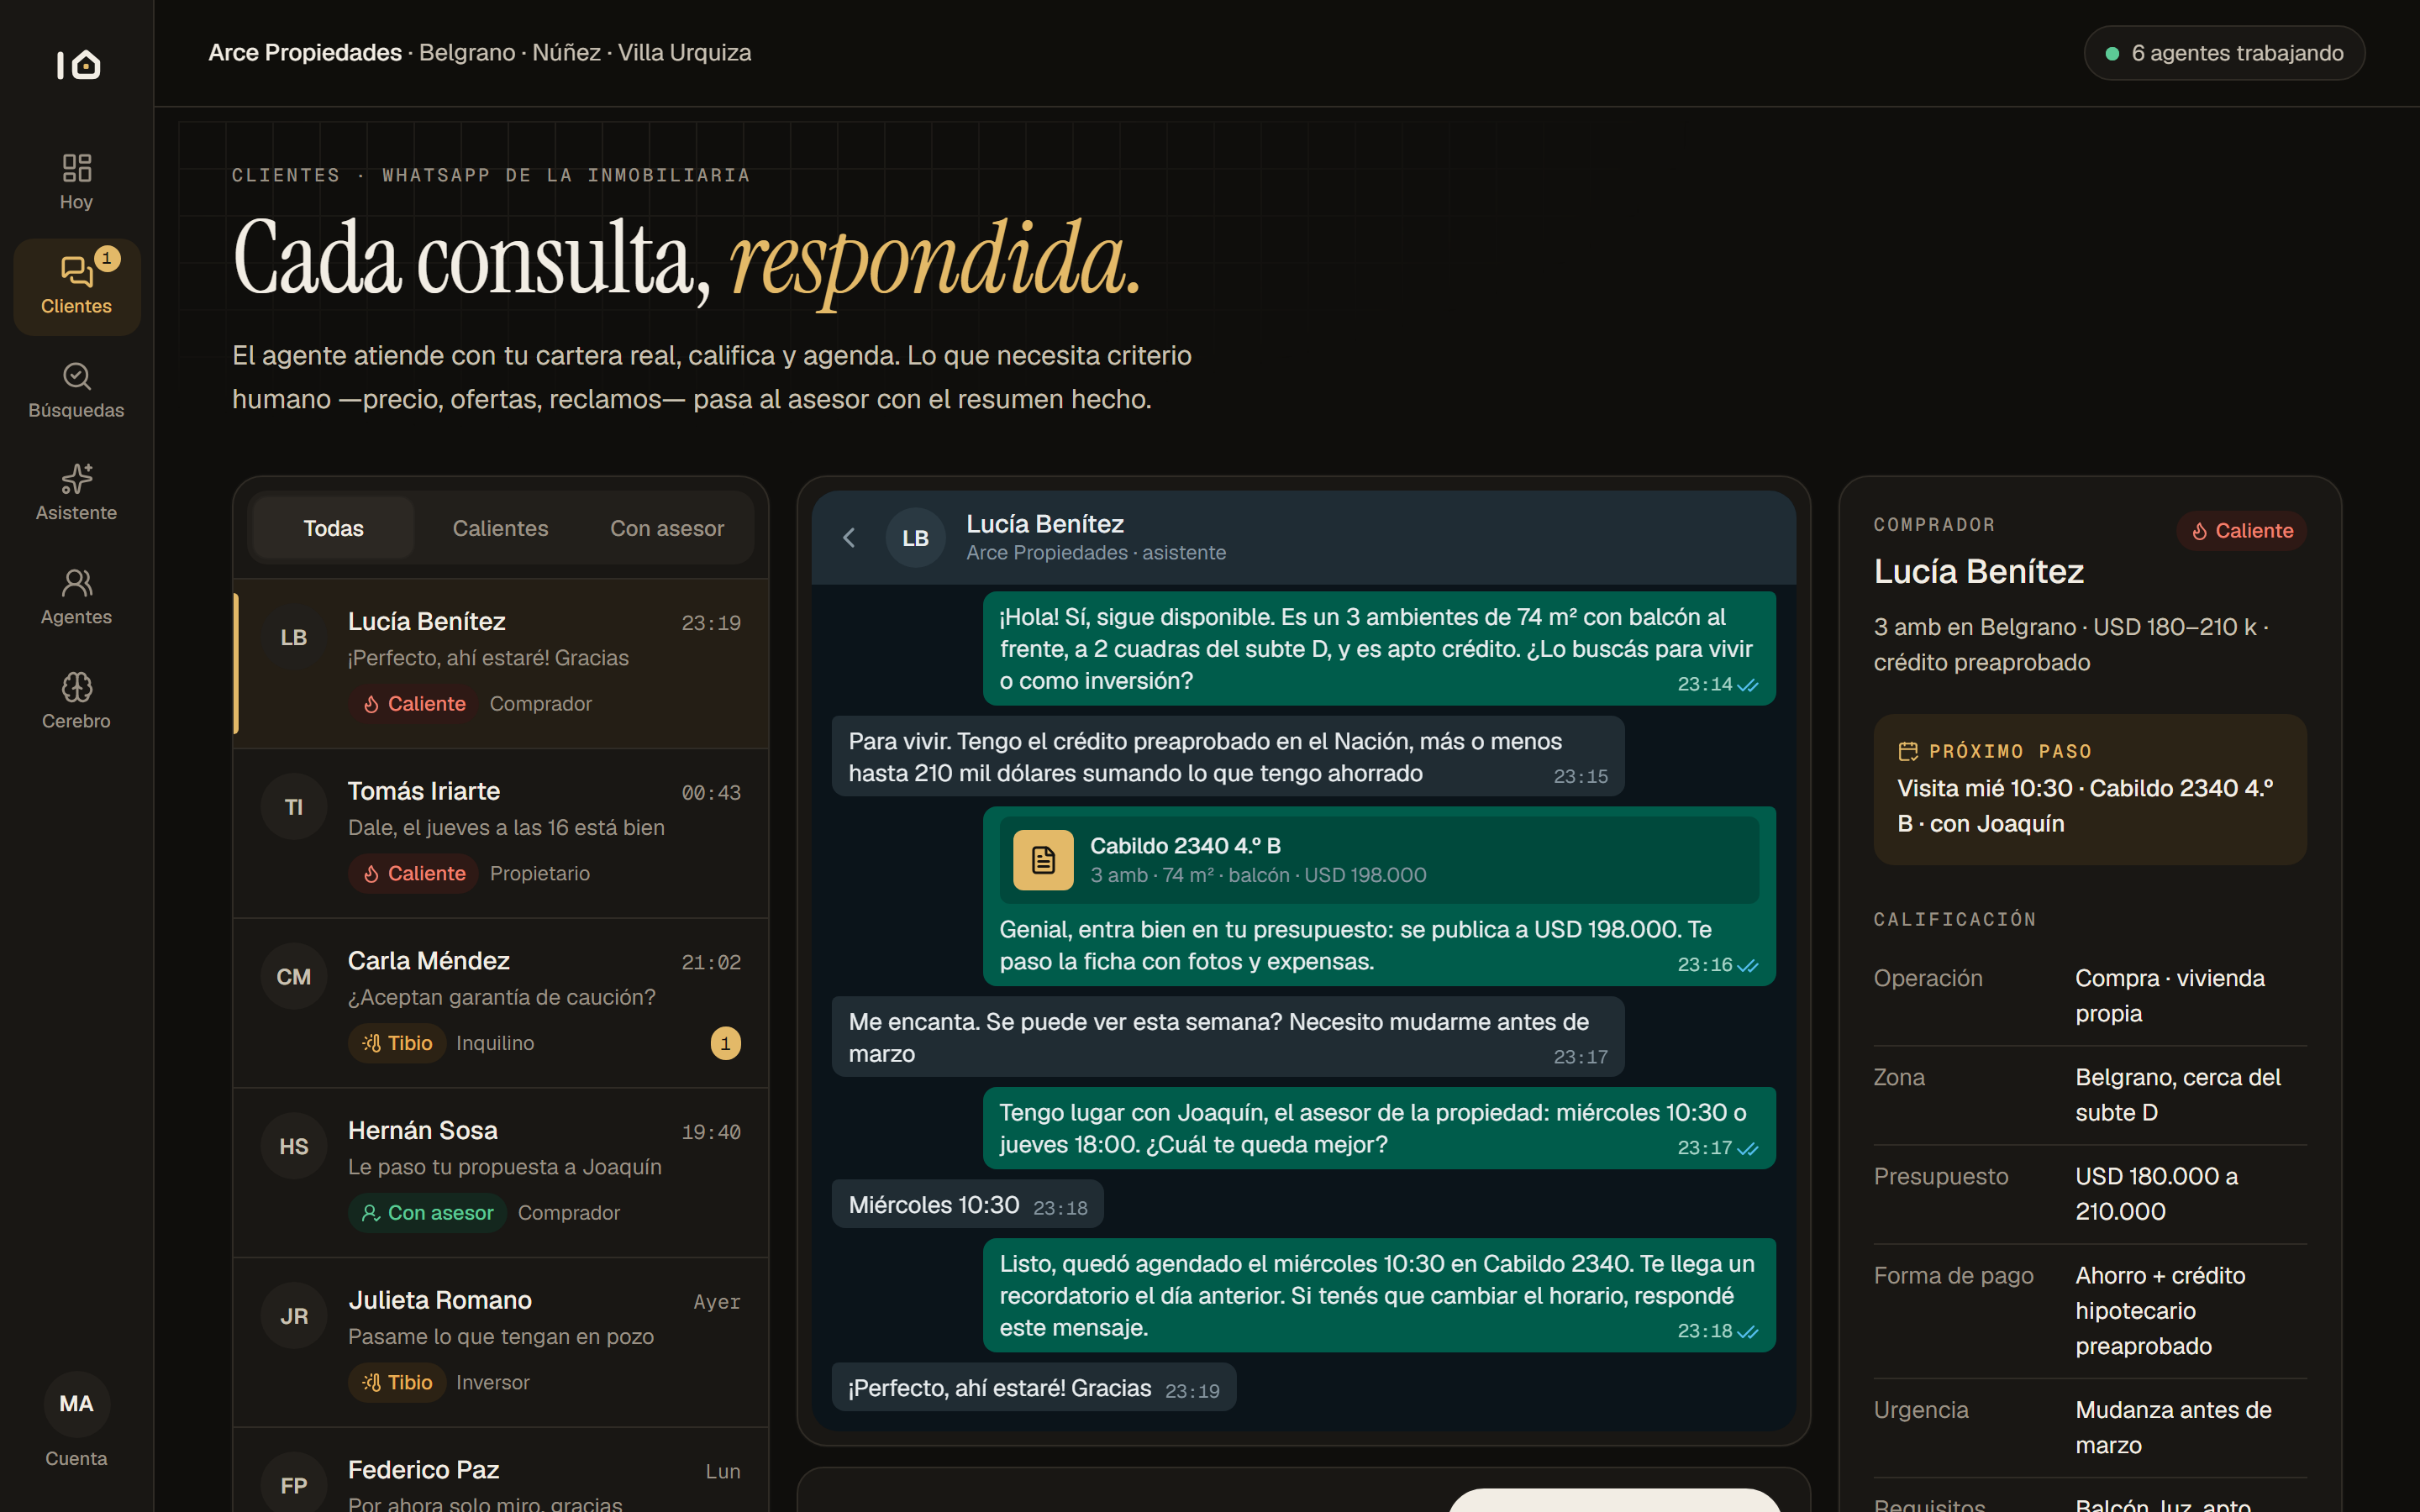 Arce Propiedades · Belgrano · Núñez · Villa Urquiza
6 agentes trabajando
Hoy
1
Clientes
Búsquedas
Asistente
Agentes
Cerebro
MA
Cuenta
CLIENTES · WHATSAPP DE LA INMOBILIARIA
Cada consulta, respondida.
El agente atiende con tu cartera real, califica y agenda. Lo que necesita criterio
humano —precio, ofertas, reclamos— pasa al asesor con el resumen hecho.
Todas
Calientes
Con asesor
LB
Lucía Benítez
23:19
¡Perfecto, ahí estaré! Gracias
Caliente
Comprador
TI
Tomás Iriarte
00:43
Dale, el jueves a las 16 está bien
Caliente
Propietario
CM
Carla Méndez
21:02
¿Aceptan garantía de caución?
Tibio
Inquilino
1
HS
Hernán Sosa
19:40
Le paso tu propuesta a Joaquín
Con asesor
Comprador
JR
Julieta Romano
Ayer
Pasame lo que tengan en pozo
Tibio
Inversor
FP
Federico Paz
Lun
Por ahora solo miro, gracias
LB
Lucía Benítez
Arce Propiedades · asistente
¡Hola! Sí, sigue disponible. Es un 3 ambientes de 74 m² con balcón al
frente, a 2 cuadras del subte D, y es apto crédito. ¿Lo buscás para vivir
o como inversión?
23:14
Para vivir. Tengo el crédito preaprobado en el Nación, más o menos
hasta 210 mil dólares sumando lo que tengo ahorrado
23:15
Cabildo 2340 4.º B
3 amb · 74 m² · balcón · USD 198.000
Genial, entra bien en tu presupuesto: se publica a USD 198.000. Te
paso la ficha con fotos y expensas.
23:16
Me encanta. Se puede ver esta semana? Necesito mudarme antes de
marzo
23:17
Tengo lugar con Joaquín, el asesor de la propiedad: miércoles 10:30 o
jueves 18:00. ¿Cuál te queda mejor?
23:17
Miércoles 10:30
23:18
Listo, quedó agendado el miércoles 10:30 en Cabildo 2340. Te llega un
recordatorio el día anterior. Si tenés que cambiar el horario, respondé
este mensaje.
23:18
¡Perfecto, ahí estaré! Gracias
23:19
COMPRADOR
Caliente
Lucía Benítez
3 amb en Belgrano · USD 180–210 k ·
crédito preaprobado
PRÓXIMO PASO
Visita mié 10:30 · Cabildo 2340 4.º
B · con Joaquín
CALIFICACIÓN
Operación
Compra · vivienda
propia
Zona
Belgrano, cerca del
subte D
Presupuesto
USD 180.000 a
210.000
Forma de pago
Ahorro + crédito
hipotecario
preaprobado
Urgencia
Mudanza antes de
marzo
Requisitos
Balcón, luz, apto